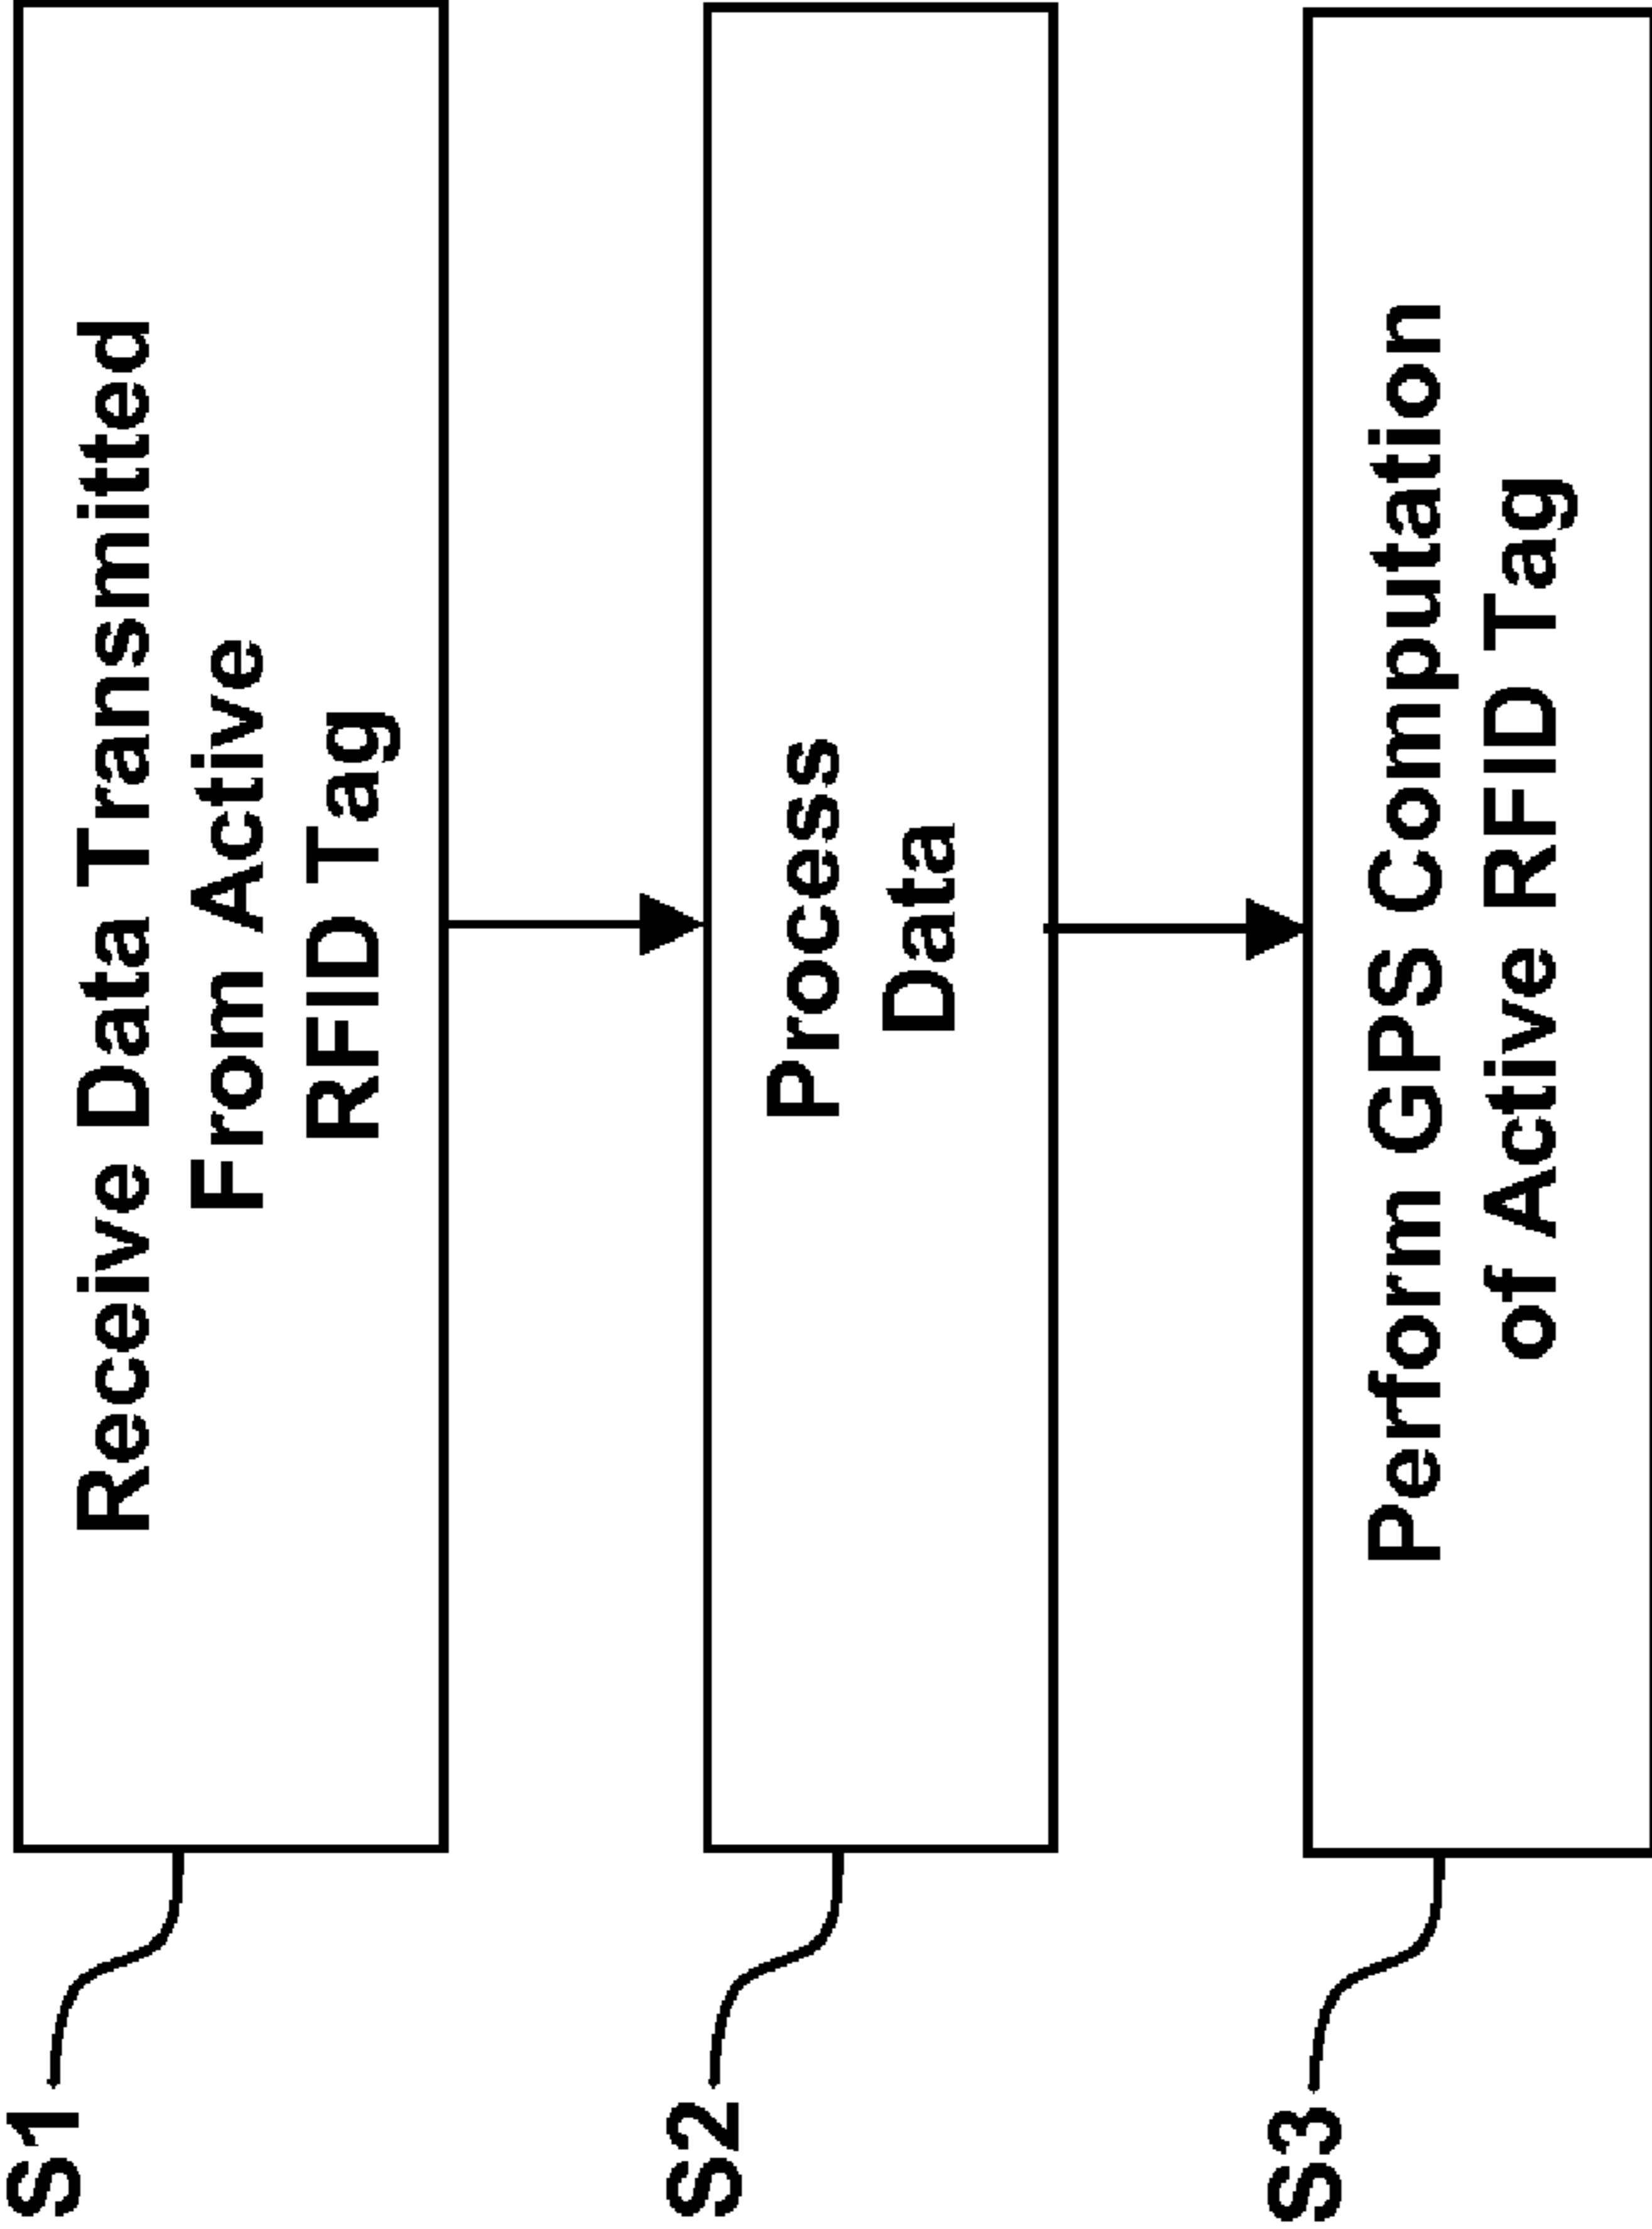 S1
Receive Data Transmitted
From Active
RFID Tag
S2
Process
Data
S3
Perform GPS Computation
of Active RFID Tag